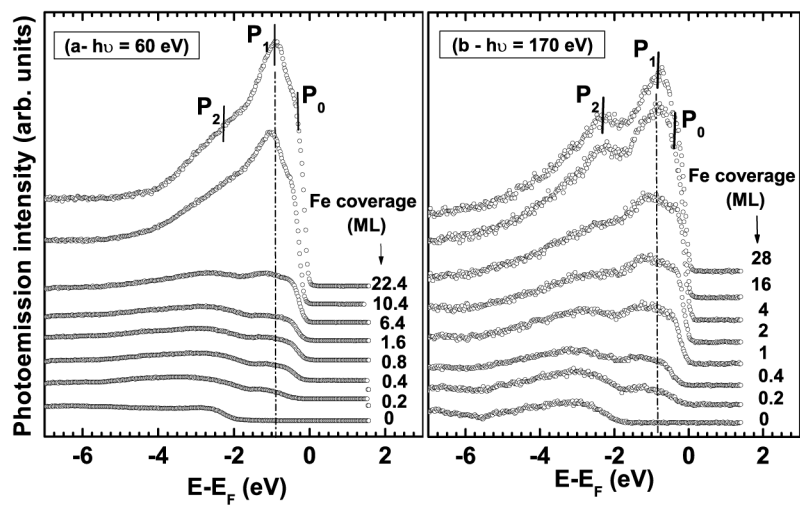 Photoemission intensity (arb. units)
(a- hυ = 60 eV)
P1
P2
P0
Fe coverage
(ML)
22.4
10.4
6.4
1.6
0.8
0.4
0.2
0
-6 -4 -2 0 2
E-EF (eV)
(b - hυ = 170 eV)
P1
P2
P0
Fe coverage
(ML)
28
16
4
2
1
0.4
0.2
0
-6 -4 -2 0 2
E-EF (eV)